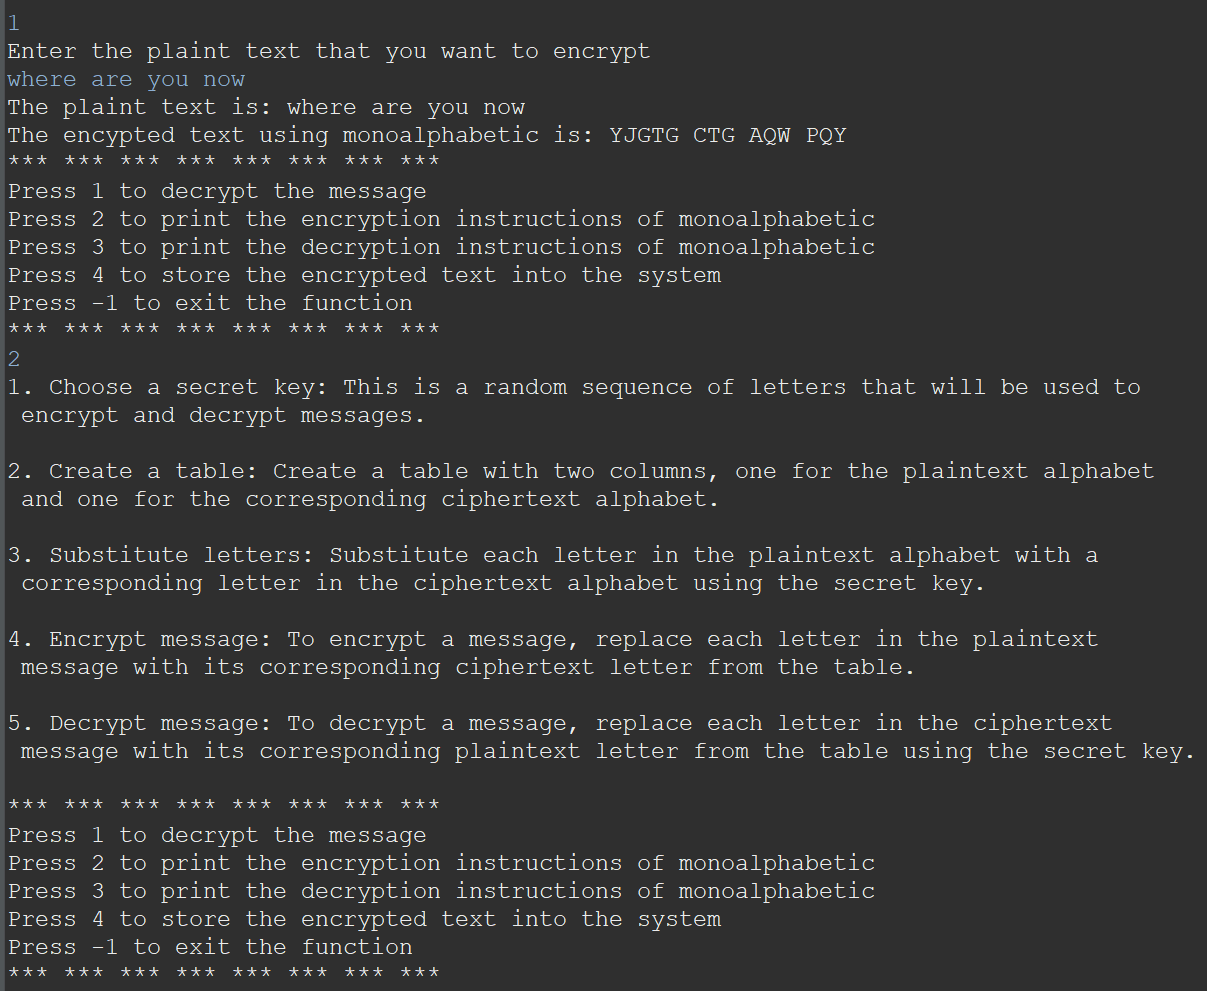 1
Enter the plaint text that you want to encrypt
where are you now
The plaint text is: where are you now
The encypted text using monoalphabetic is: YJGTG CTG AQW PQY
*** *** *** *** *** *** *** ***
Press 1 to decrypt the message
Press 2 to print the encryption instructions of monoalphabetic
Press 3 to print the decryption instructions of monoalphabetic
Press 4 to store the encrypted text into the system
Press -1 to exit the function
*** *** *** *** *** *** *** ***
2
1. Choose a secret key: This is a random sequence of letters that will be used to
encrypt and decrypt messages.
2. Create a table: Create a table with two columns, one for the plaintext alphabet
and one for the corresponding ciphertext alphabet.
3. Substitute letters: Substitute each letter in the plaintext alphabet with a
corresponding letter in the ciphertext alphabet using the secret key.
4. Encrypt message: To encrypt a message, replace each letter in the plaintext
message with its corresponding ciphertext letter from the table.
5. Decrypt message: To decrypt a message, replace each letter in the ciphertext
message with its corresponding plaintext letter from the table using the secret key.
*** *** *** *** *** *** *** ***
Press 1 to decrypt the message
Press 2 to print the encryption instructions of monoalphabetic
Press 3 to print the decryption instructions of monoalphabetic
Press 4 to store the encrypted text into the system
Press -1 to exit the function
*** *** *** *** *** *** *** ***